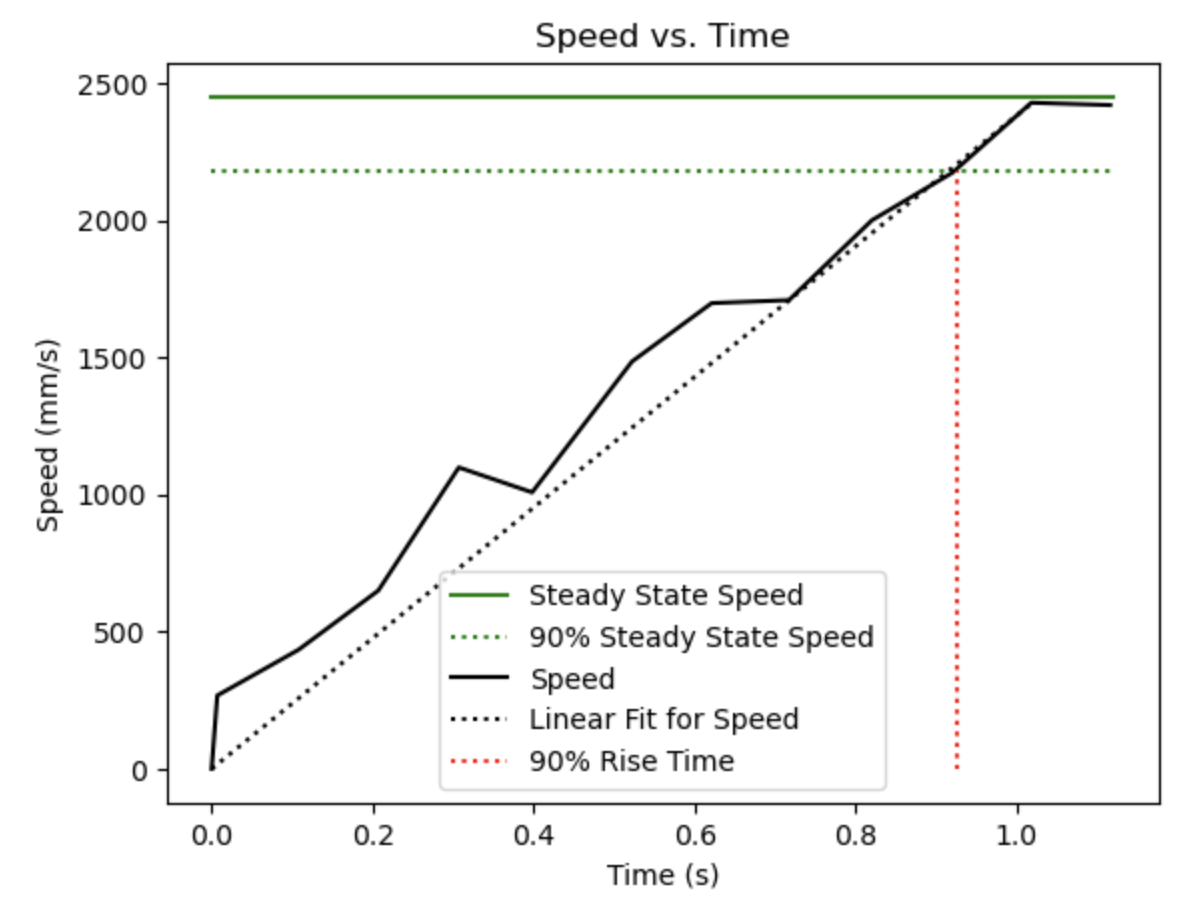 Speed vs. Time
2500
2000
1500
1000
500
0
Speed (mm/s)
Steady State Speed
90% Steady State Speed
Speed
Linear Fit for Speed
90% Rise Time
0.0 0.2 0.4 0.6 0.8 1.0
Time (s)